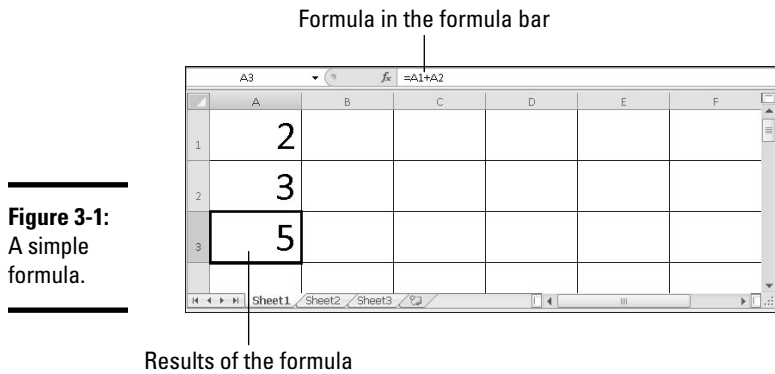 Formula in the formula bar
A3 fx =A1+A2
A B C D E F
1 2
2 3
3 5
Figure 3-1:
A simple
formula.
Sheet1 Sheet2 Sheet3
Results of the formula